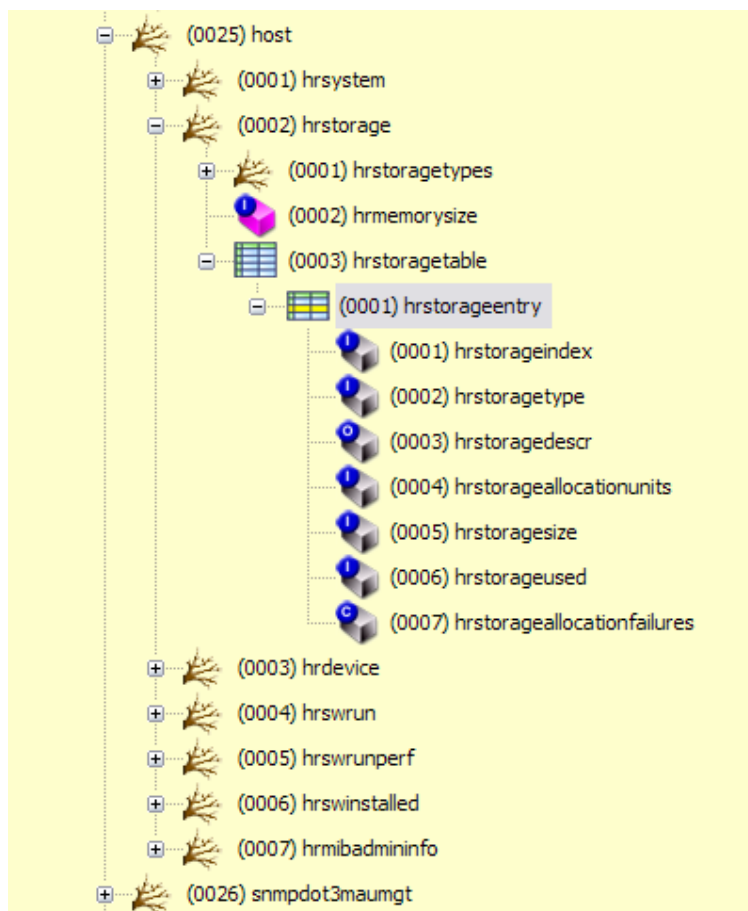 (0025) host
(0001) hrsystem
(0002) hrstorage
(0001) hrstoragetypes
I (0002) hrmemorysize
(0003) hrstoragetable
(0001) hrstorageentry
I (0001) hrstorageindex
I (0002) hrstoragetype
O (0003) hrstoragedescr
I (0004) hrstorageallocationunits
I (0005) hrstoragesize
I (0006) hrstorageused
C (0007) hrstorageallocationfailures
(0003) hrdevice
(0004) hrswrun
(0005) hrswrunperf
(0006) hrswinstalled
(0007) hrmibadmininfo
(0026) snmpdot3maumgt